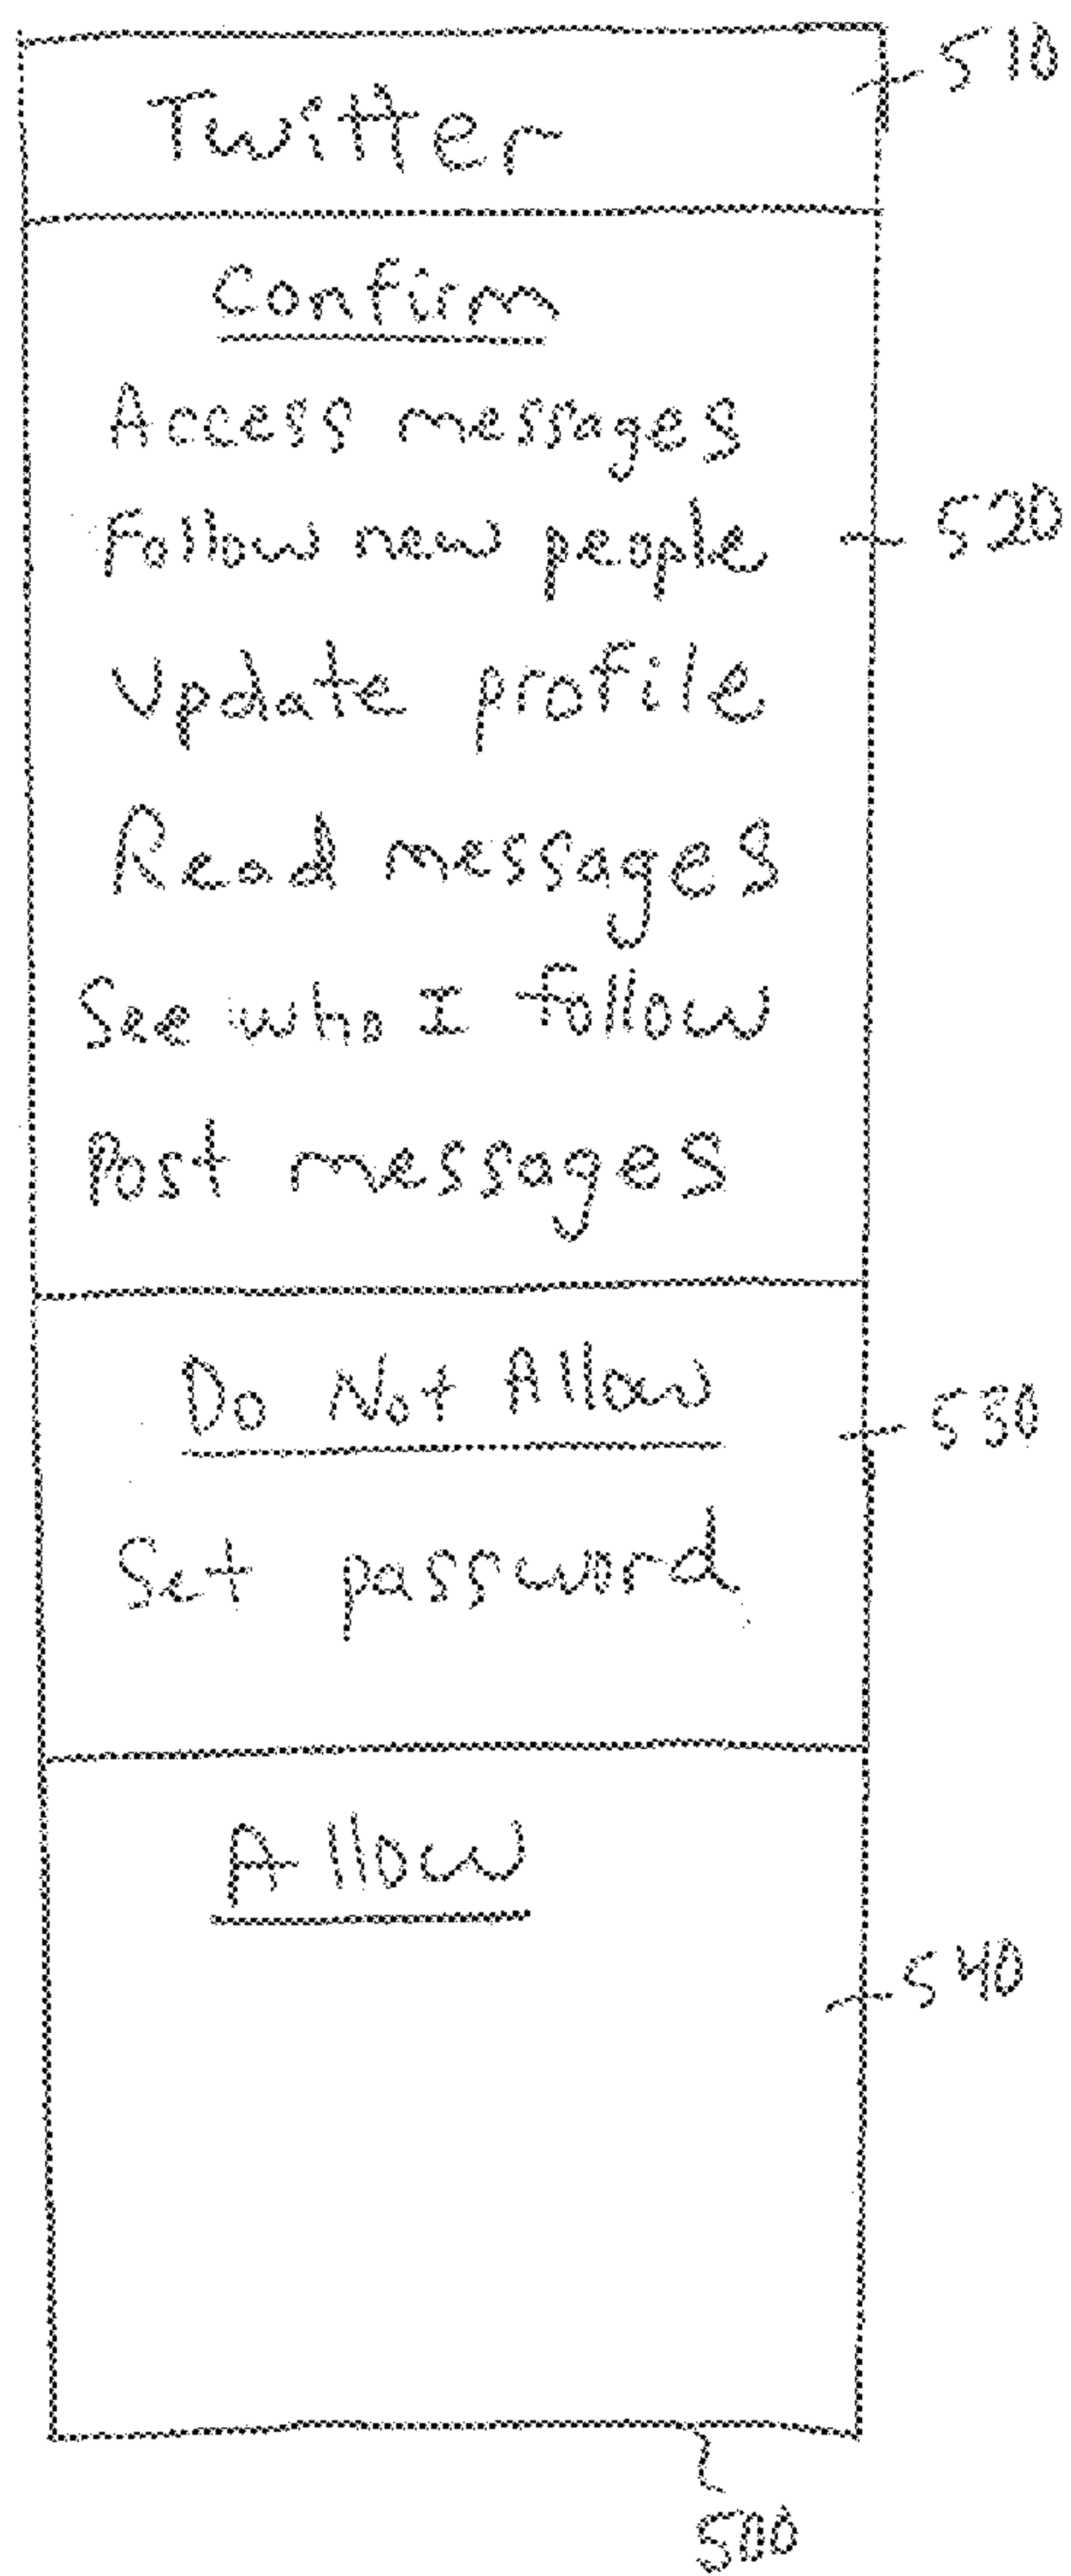 Twitter
510
Confirm
Access messages
Follow new people
520
Update profile
Read messages
See who I follow
Post messages
Do Not Allow
530
Set password
Allow
540
500